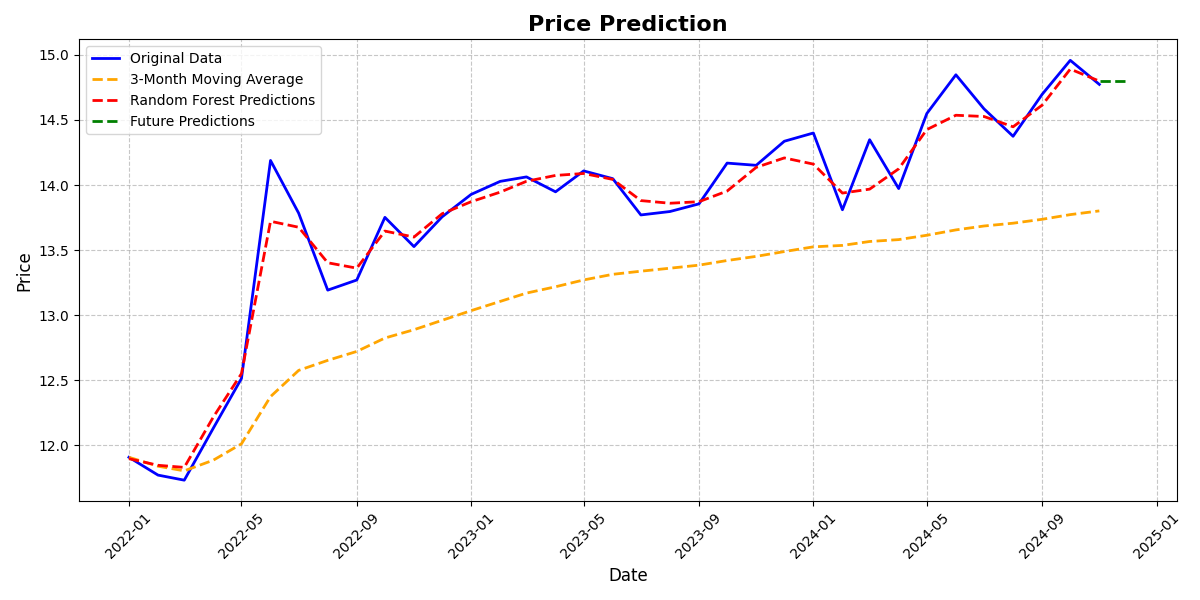 Price Prediction
Original Data
3-Month Moving Average
Random Forest Predictions
Future Predictions
Price
15.0
14.5
14.0
13.5
13.0
12.5
12.0
2022-01
2022-05
2022-09
2023-01
2023-05
2023-09
2024-01
2024-05
2024-09
2025-01
Date